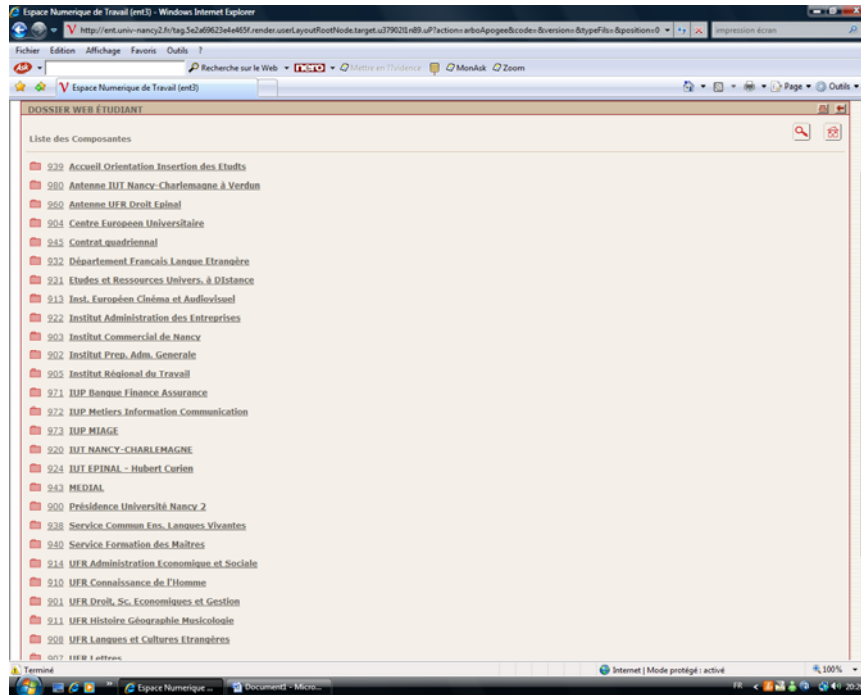 Espace Numerique de Travail (ent3) - Windows Internet Explorer
impression écran
Fichier Edition Affichage Favoris Outils ?
Ask Recherche sur le Web Mettre en l'évidence MonAsk Zoom
Espace Numerique de Travail (ent3) Page Outils
DOSSIER WEB ÉTUDIANT
Liste des Composantes
939 Accueil Orientation Insertion des Etudts
980 Antenne IUT Nancy-Charlemagne à Verdun
960 Antenne UFR Droit Epinal
904 Centre Europeen Universitaire
945 Contrat quadriennal
932 Département Français Langue Etrangère
931 Etudes et Ressources Univers. à DIstance
913 Inst. Européen Cinéma et Audiovisuel
922 Institut Administration des Entreprises
903 Institut Commercial de Nancy
902 Institut Prep. Adm. Generale
905 Institut Régional du Travail
971 IUP Banque Finance Assurance
972 IUP Metiers Information Communication
973 IUP MIAGE
920 IUT NANCY-CHARLEMAGNE
924 IUT EPINAL - Hubert Curien
943 MEDIAL
900 Présidence Université Nancy 2
938 Service Commun Ens. Langues Vivantes
940 Service Formation des Maîtres
914 UFR Administration Economique et Sociale
910 UFR Connaissance de l'Homme
901 UFR Droit, Sc. Economiques et Gestion
911 UFR Histoire Géographie Musicologie
908 UFR Langues et Cultures Etrangères
907 UFR Lettres
Terminé Internet | Mode protégé : activé 100%
Espace Numerique ... Document1 - Micro... FR